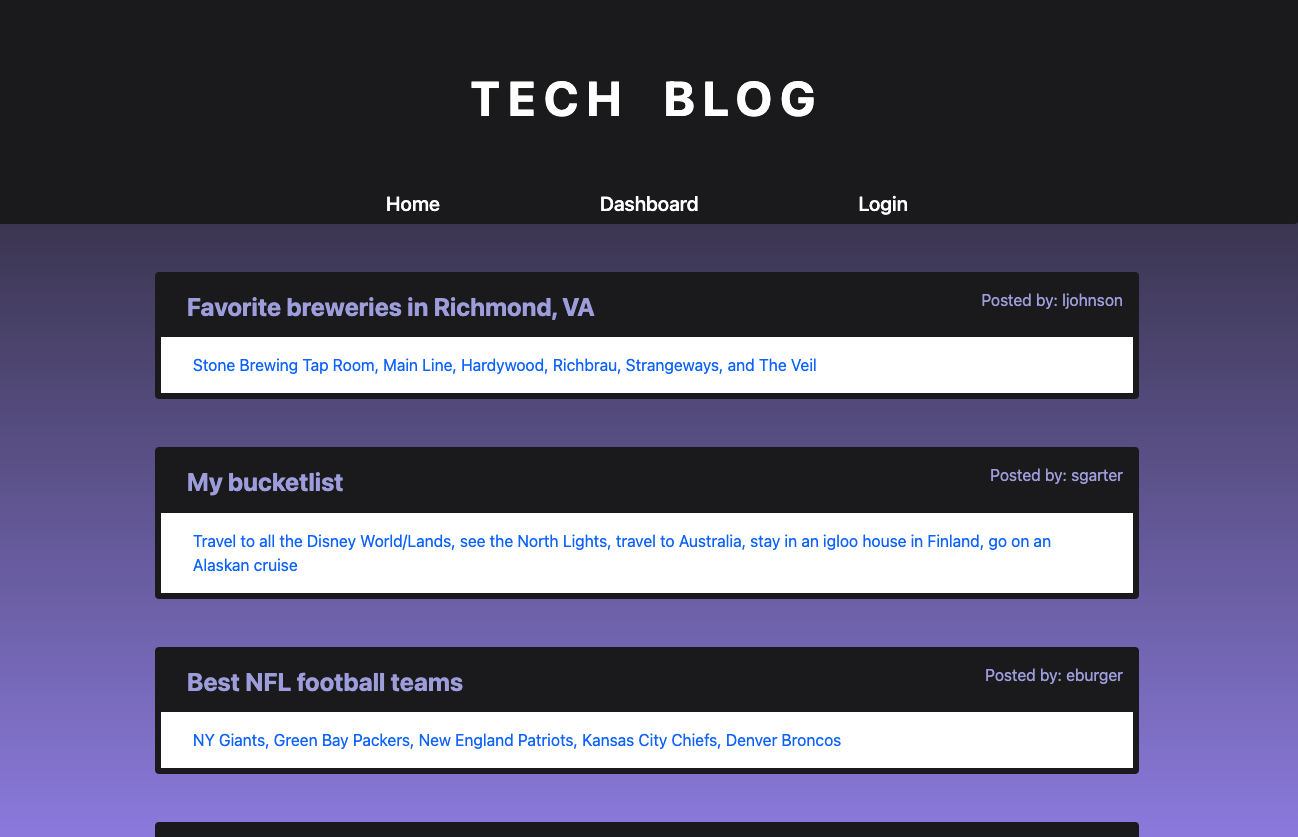 TECH BLOG
Home Dashboard Login
Favorite breweries in Richmond, VA
Posted by: ljohnson
Stone Brewing Tap Room, Main Line, Hardywood, Richbrau, Strangeways, and The Veil
My bucketlist
Posted by: sgarter
Travel to all the Disney World/Lands, see the North Lights, travel to Australia, stay in an igloo house in Finland, go on an
Alaskan cruise
Best NFL football teams
Posted by: eburger
NY Giants, Green Bay Packers, New England Patriots, Kansas City Chiefs, Denver Broncos